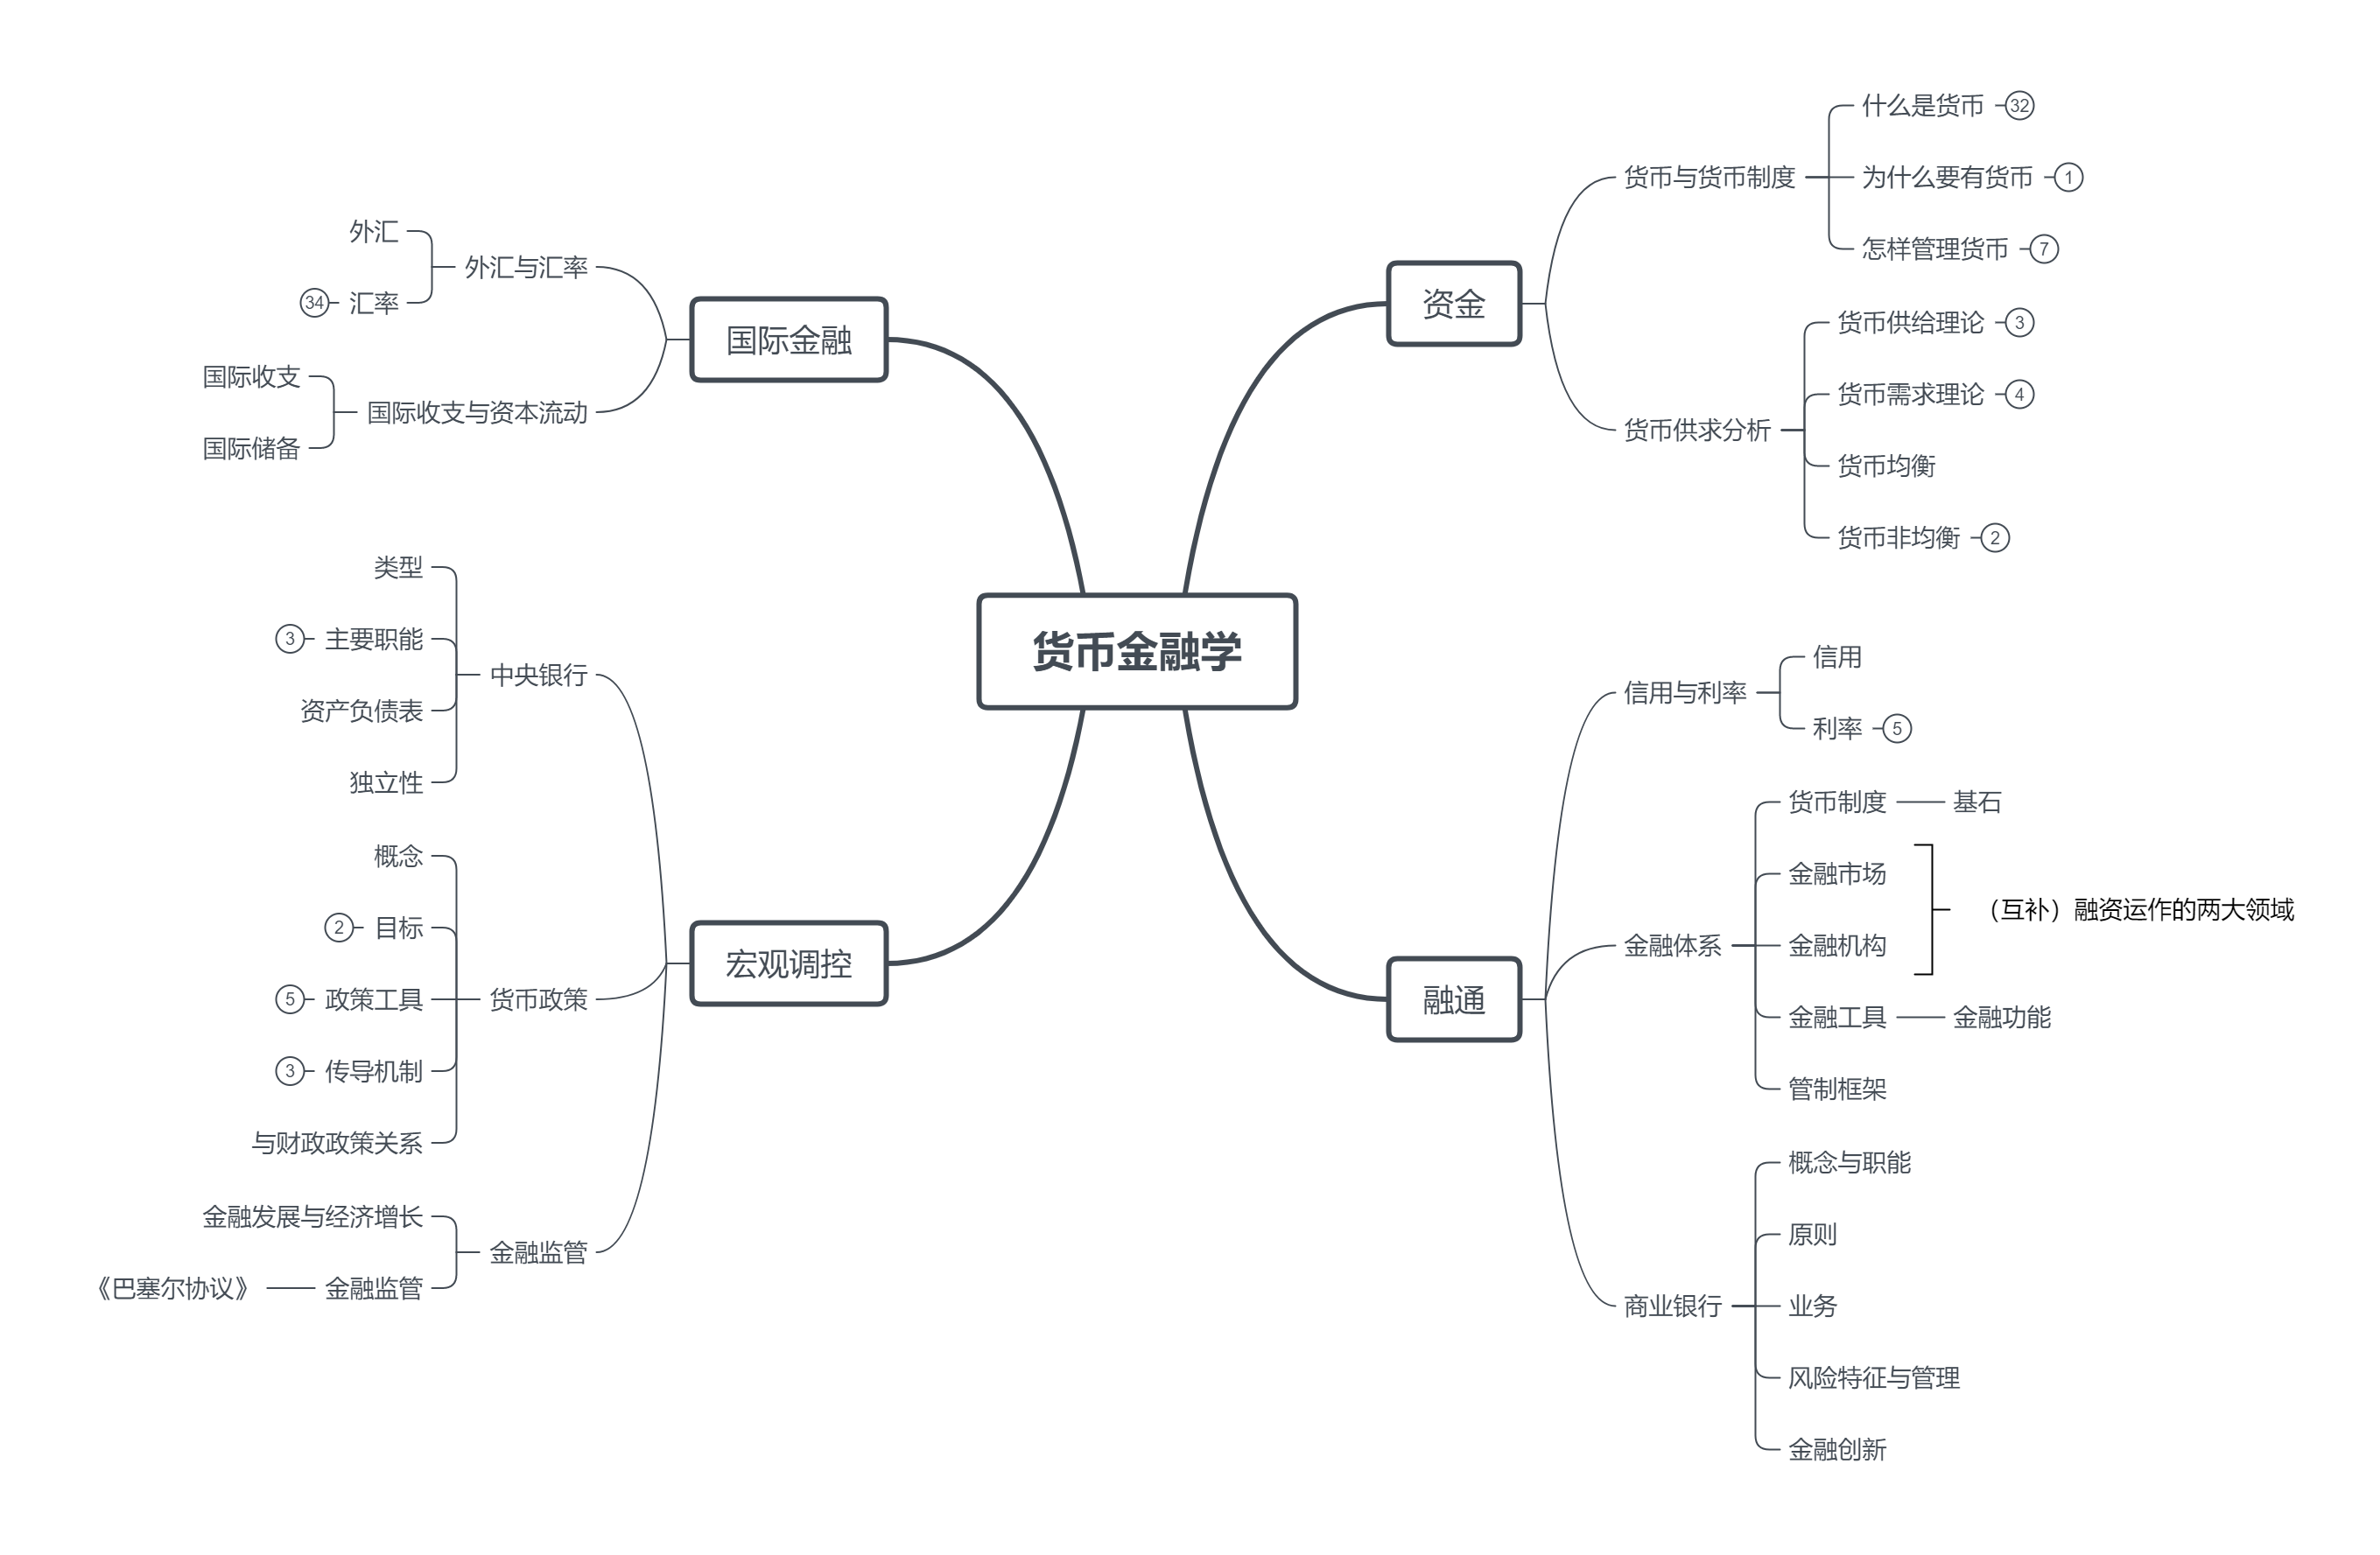 货币金融学
资金
货币与货币制度
什么是货币 32
为什么要有货币 1
怎样管理货币 7
货币供求分析
货币供给理论 3
货币需求理论 4
货币均衡
货币非均衡 2
融通
信用与利率
信用
利率 5
金融体系
货币制度
基石
金融市场
金融机构
（互补）融资运作的两大领域
金融工具
金融功能
管制框架
商业银行
概念与职能
原则
业务
风险特征与管理
金融创新
国际金融
外汇与汇率
外汇
34 汇率
国际收支与资本流动
国际收支
国际储备
宏观调控
中央银行
类型
3 主要职能
资产负债表
独立性
货币政策
概念
2 目标
5 政策工具
3 传导机制
与财政政策关系
金融监管
金融发展与经济增长
金融监管
《巴塞尔协议》